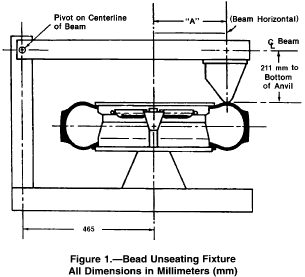 Pivot on Centerline
of Beam
"A"
(Beam Horizontal)
℄ Beam
211 mm to
Bottom
of Anvil
465
Figure 1.—Bead Unseating Fixture
All Dimensions in Millimeters (mm)